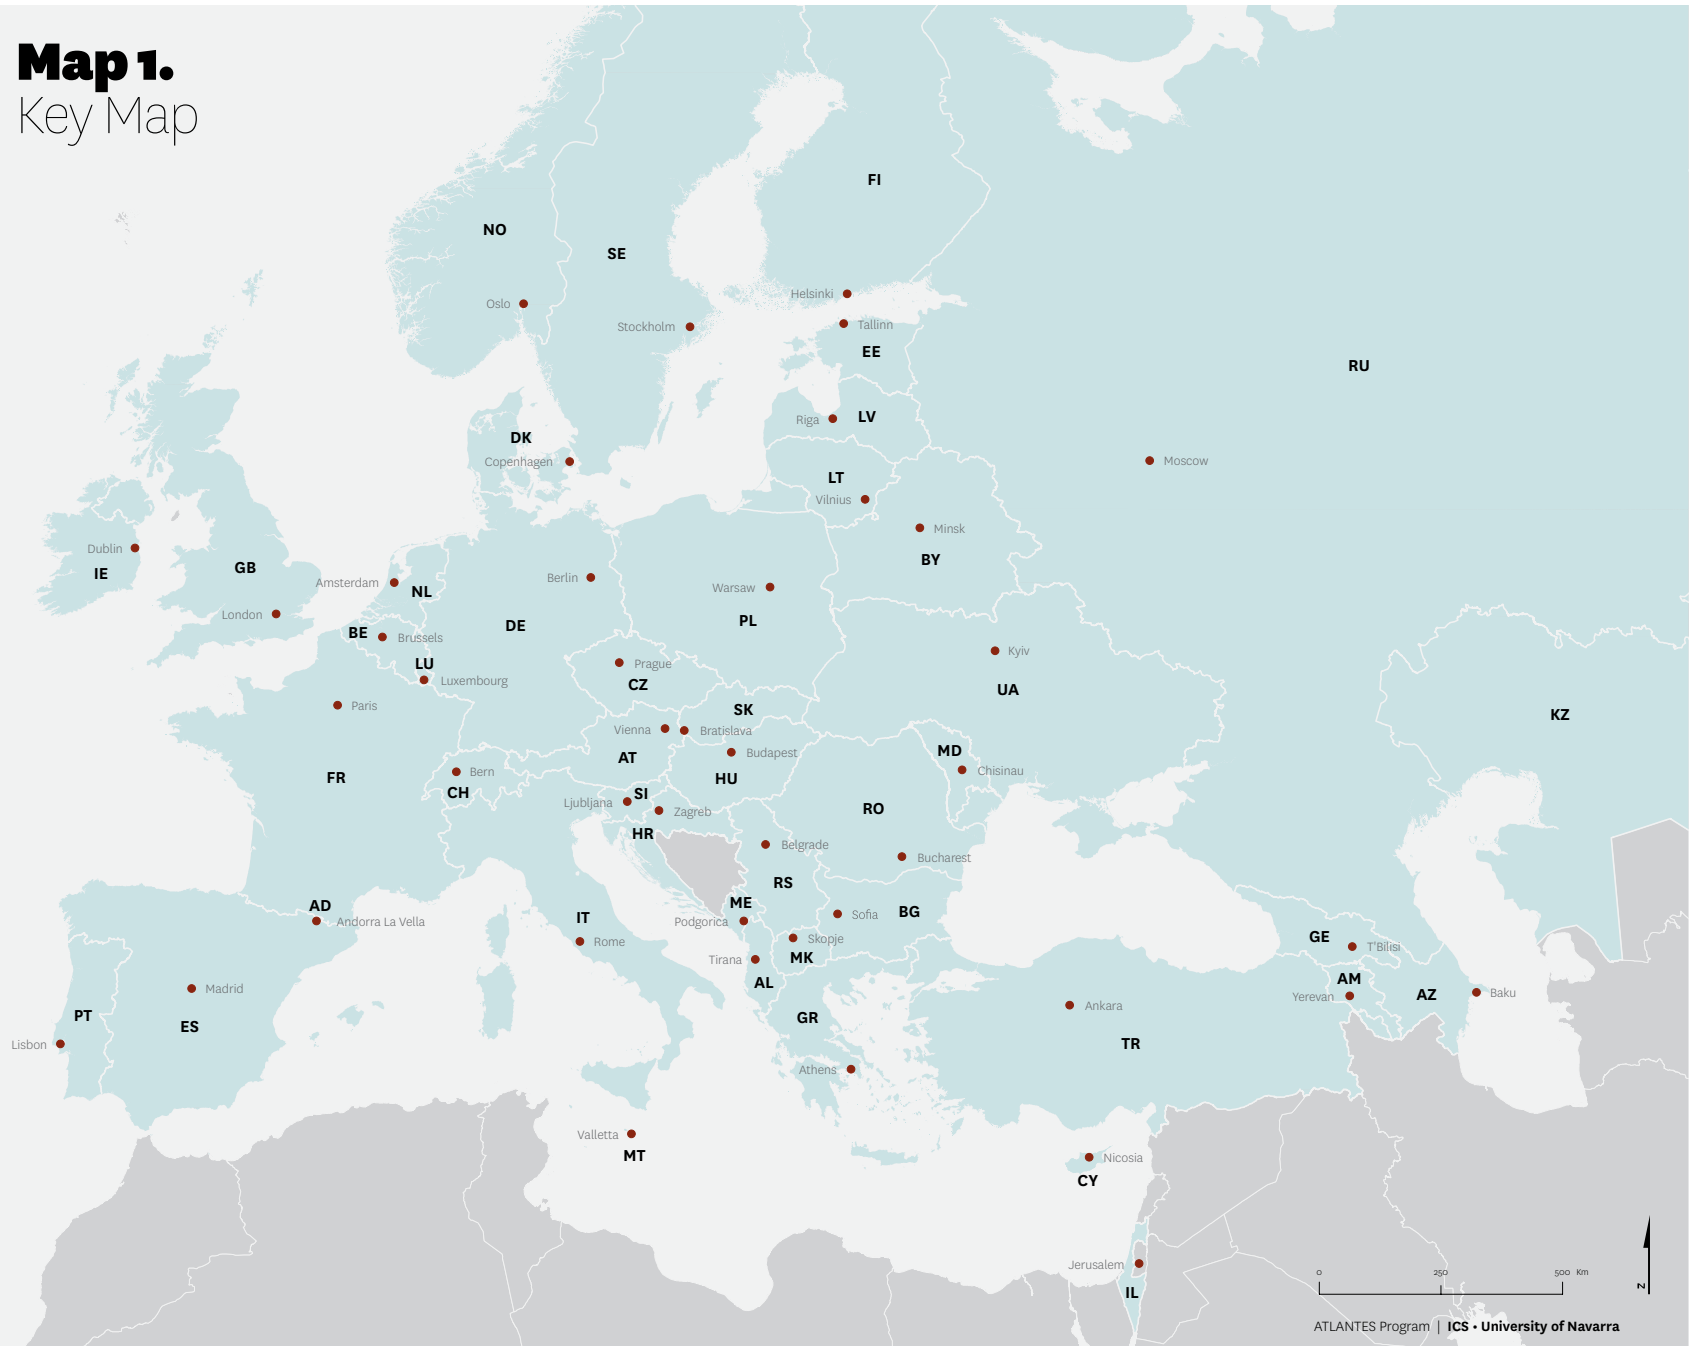 Map 1.
Key Map
FI
NO
SE
Helsinki
Oslo
Tallinn
Stockholm
EE
RU
LV
Riga
DK
Copenhagen
Moscow
LT
Vilnius
Minsk
Dublin
BY
GB
IE
Amsterdam
Berlin
Warsaw
NL
London
PL
DE
BE
Brussels
Kyiv
LU
Prague
Luxembourg
CZ
UA
Paris
SK
KZ
Vienna
Bratislava
MD
Budapest
AT
Chisinau
Bern
FR
HU
CH
SI
Ljubljana
RO
Zagreb
HR
Belgrade
Bucharest
RS
ME
AD
BG
Sofia
IT
Andorra La Vella
Podgorica
GE
Skopje
Rome
T'Bilisi
MK
Tirana
AM
AL
Madrid
Baku
AZ
Yerevan
Ankara
PT
GR
ES
Lisbon
TR
Athens
Valletta
MT
Nicosia
CY
Jerusalem
0 250 500 Km
IL
N
ATLANTES Program | ICS • University of Navarra